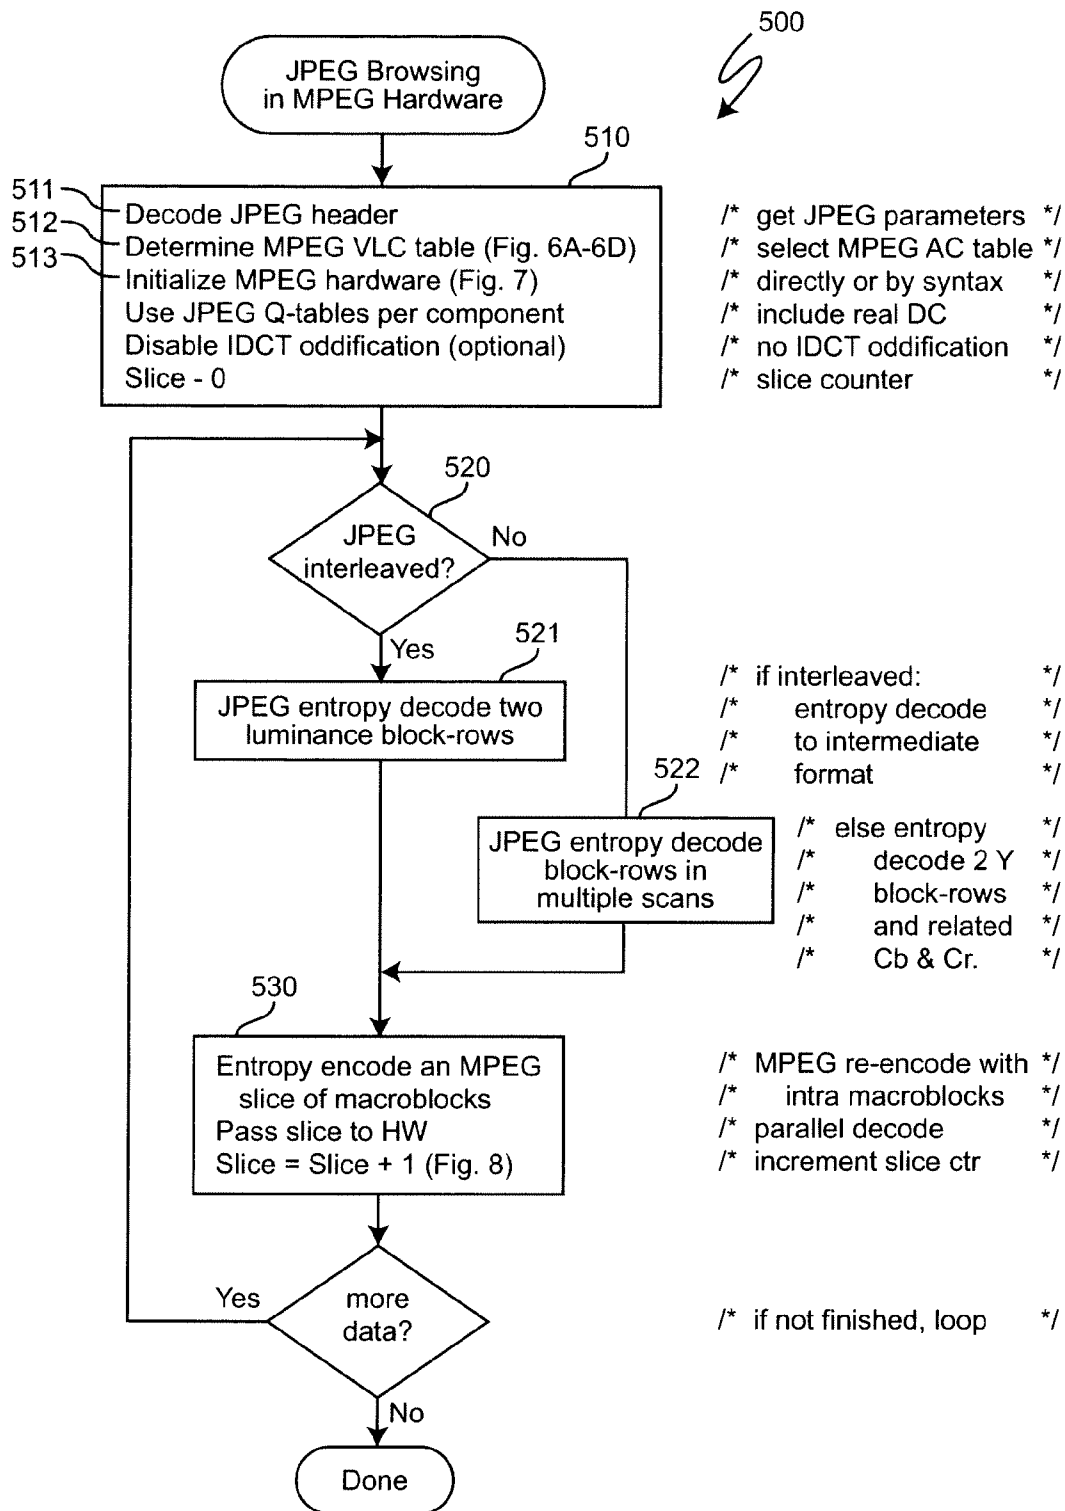 500
JPEG Browsing
in MPEG Hardware
510
511
Decode JPEG header
/* get JPEG parameters */
512
Determine MPEG VLC table (Fig. 6A-6D)
/* select MPEG AC table */
513
Initialize MPEG hardware (Fig. 7)
/* directly or by syntax */
Use JPEG Q-tables per component
/* include real DC */
Disable IDCT oddification (optional)
/* no IDCT oddification */
Slice - 0
/* slice counter */
520
JPEG
interleaved?
No
Yes
521
JPEG entropy decode two
luminance block-rows
/* if interleaved: */
/* entropy decode */
/* to intermediate */
/* format */
522
JPEG entropy decode
block-rows in
multiple scans
/* else entropy */
/* decode 2 Y */
/* block-rows */
/* and related */
/* Cb & Cr. */
530
Entropy encode an MPEG
slice of macroblocks
Pass slice to HW
Slice = Slice + 1 (Fig. 8)
/* MPEG re-encode with */
/* intra macroblocks */
/* parallel decode */
/* increment slice ctr */
Yes
more
data?
/* if not finished, loop */
No
Done